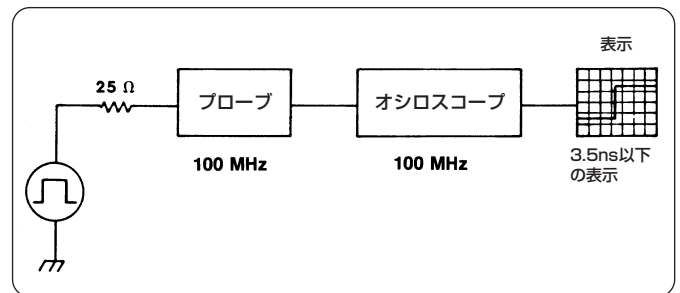 表示
25 Ω
プローブ
オシロスコープ
100 MHz
100 MHz
3.5ns以下
の表示